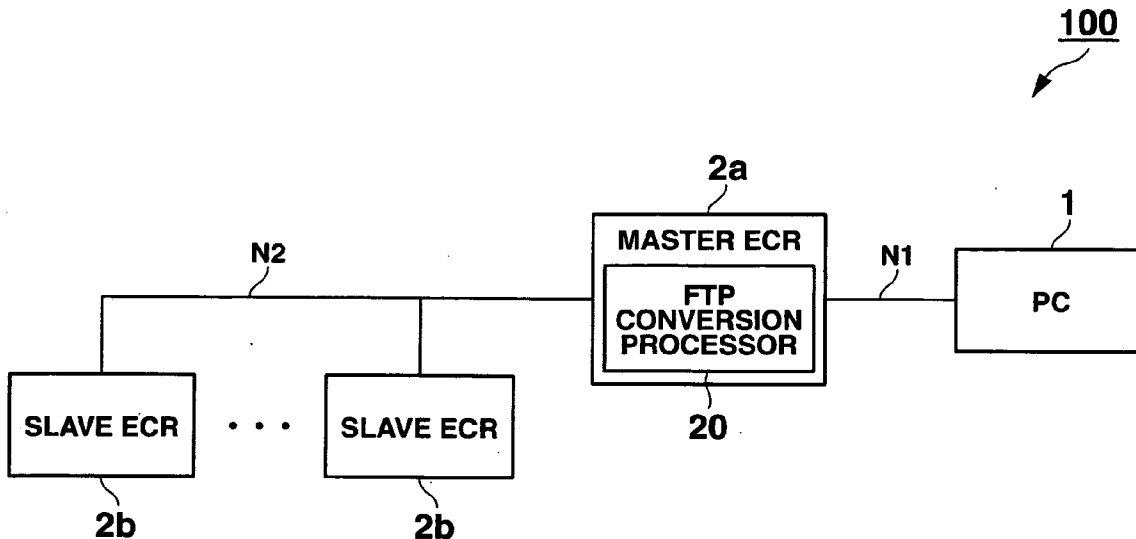 100
2a
1
MASTER ECR
N2
N1
FTP
CONVERSION
PROCESSOR
PC
SLAVE ECR
• • •
SLAVE ECR
20
2b
2b